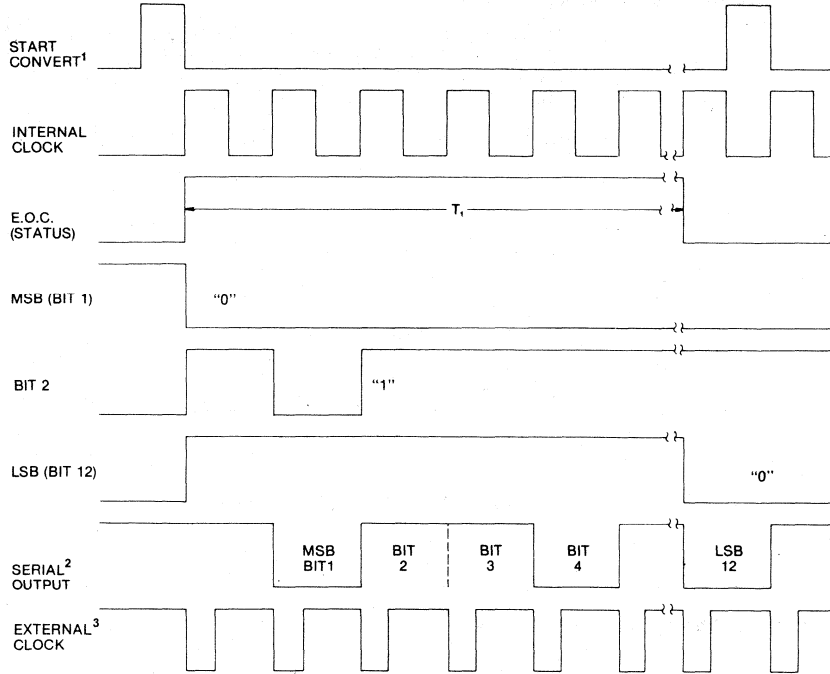 START
CONVERT1
INTERNAL
CLOCK
E.O.C.
(STATUS)
T1
MSB (BIT 1)
“0”
BIT 2
“1”
LSB (BIT 12)
“0”
SERIAL2
OUTPUT
MSB
BIT1
BIT
2
BIT
3
BIT
4
LSB
12
EXTERNAL3
CLOCK